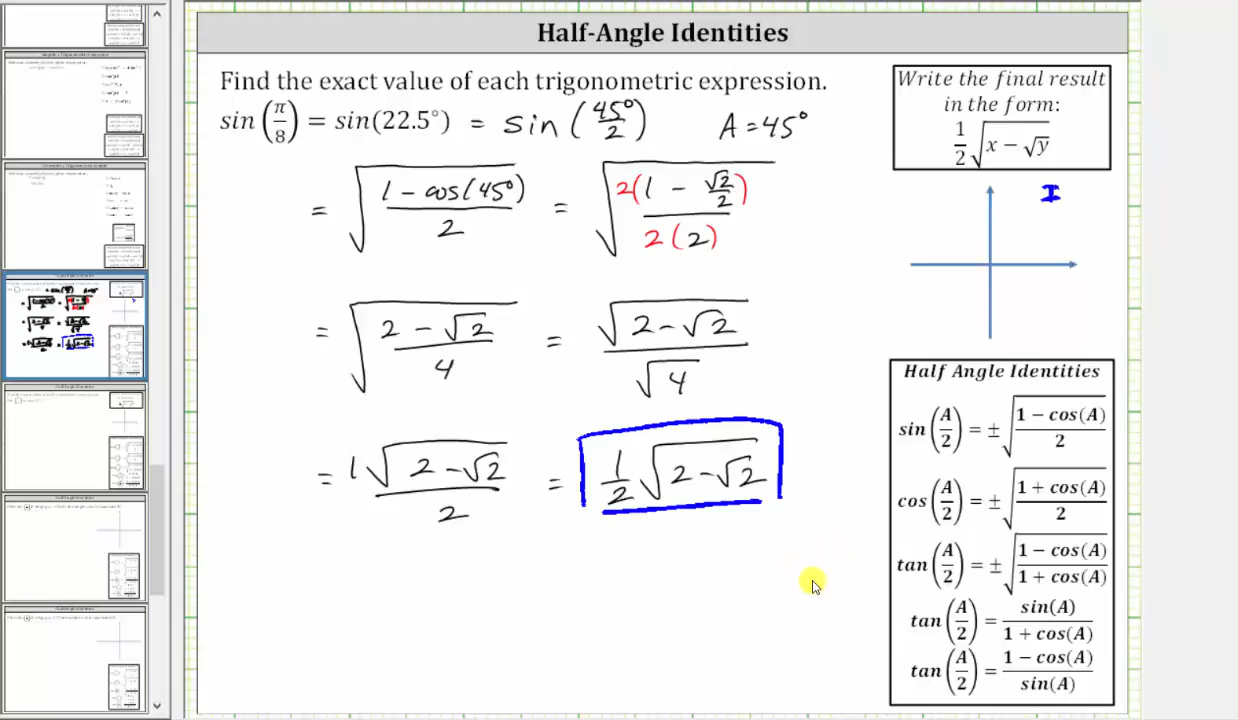 Half-Angle Identities
Find the exact value of each trigonometric expression.
sin(π/8) = sin(22.5°) = sin(45°/2) A = 45°
= √((1 - cos(45°))/2) = √(2(1 - √2/2)/2(2))
= √((2 - √2)/4) = √(2 - √2)/√4
= 1√(2 - √2)/2 = 1/2 √(2 - √2)
Write the final result
in the form:
1/2 √(x - √y)
I
Half Angle Identities
sin(A/2) = ±√((1 - cos(A))/2)
cos(A/2) = ±√((1 + cos(A))/2)
tan(A/2) = ±√((1 - cos(A))/(1 + cos(A)))
tan(A/2) = sin(A)/(1 + cos(A))
tan(A/2) = (1 - cos(A))/sin(A)